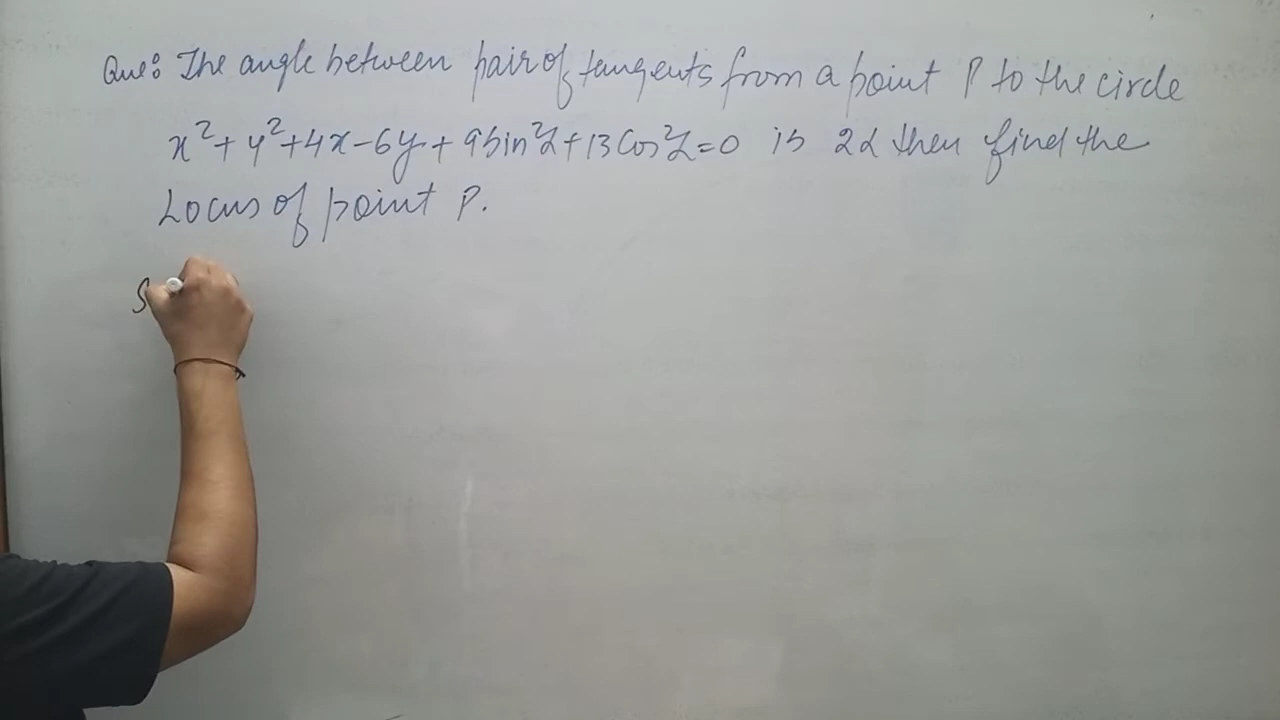 Que: The angle between pair of tangents from a point P to the circle
x²+y²+4x-6y+9sin²α+13cos²α=0 is 2α then find the
Locus of point P.
S